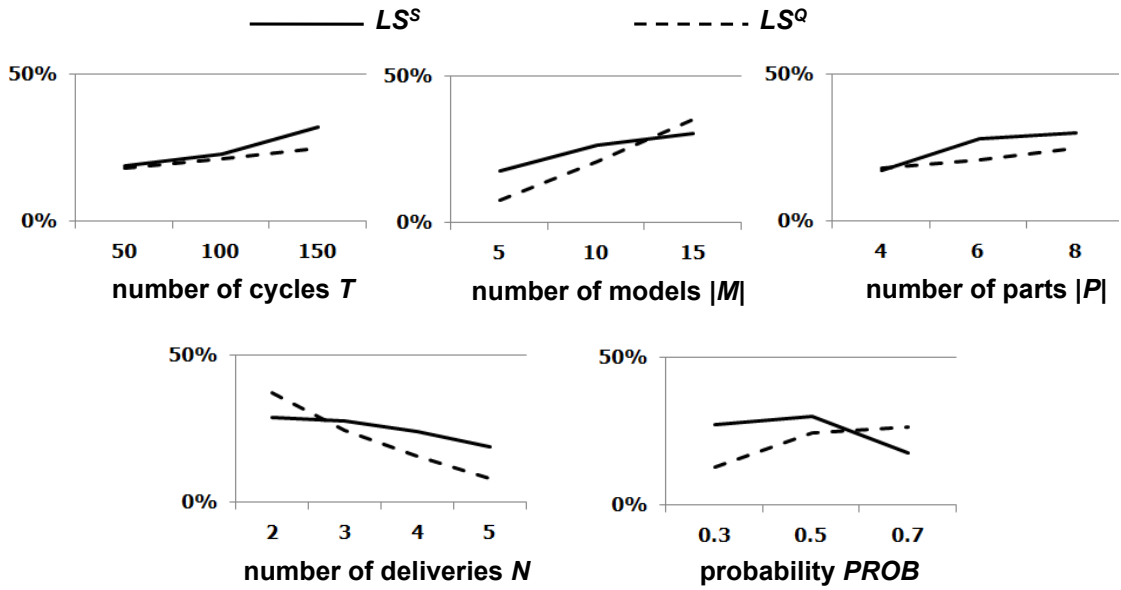 LS^S LS^Q
50% 50% 50%
0% 0% 0%
50 100 150 5 10 15 4 6 8
number of cycles T number of models |M| number of parts |P|
50% 50%
0% 0%
2 3 4 5 0.3 0.5 0.7
number of deliveries N probability PROB